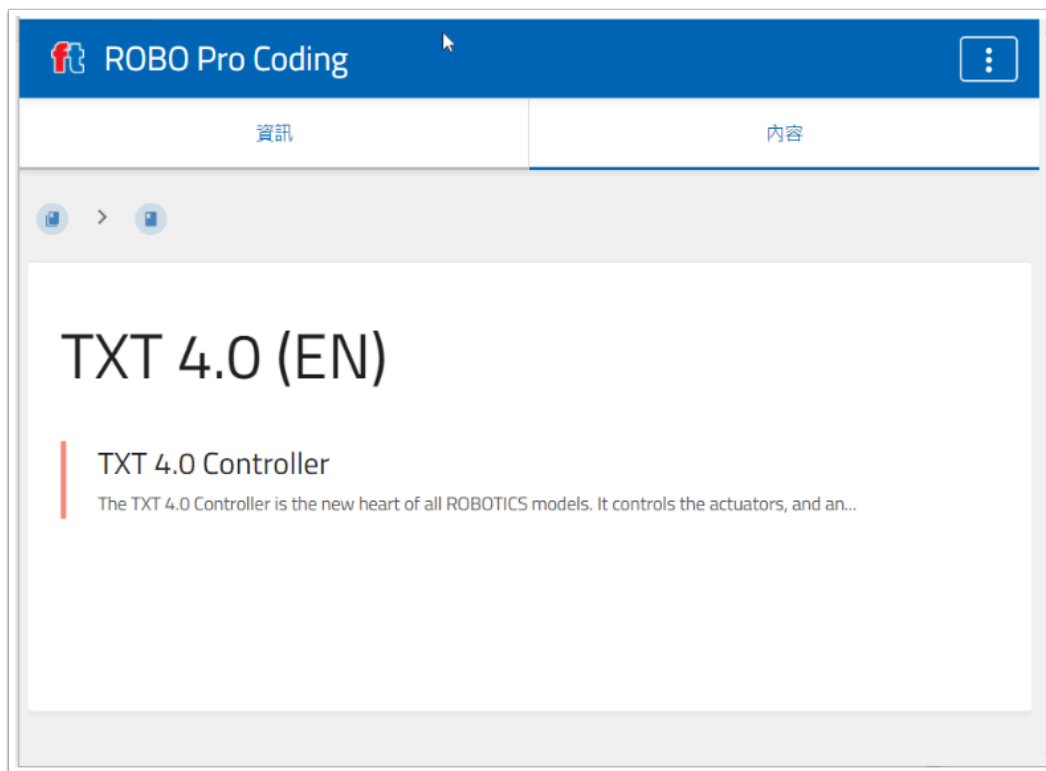 ft ROBO Pro Coding
資訊
內容
TXT 4.0 (EN)
TXT 4.0 Controller
The TXT 4.0 Controller is the new heart of all ROBOTICS models. It controls the actuators, and an...